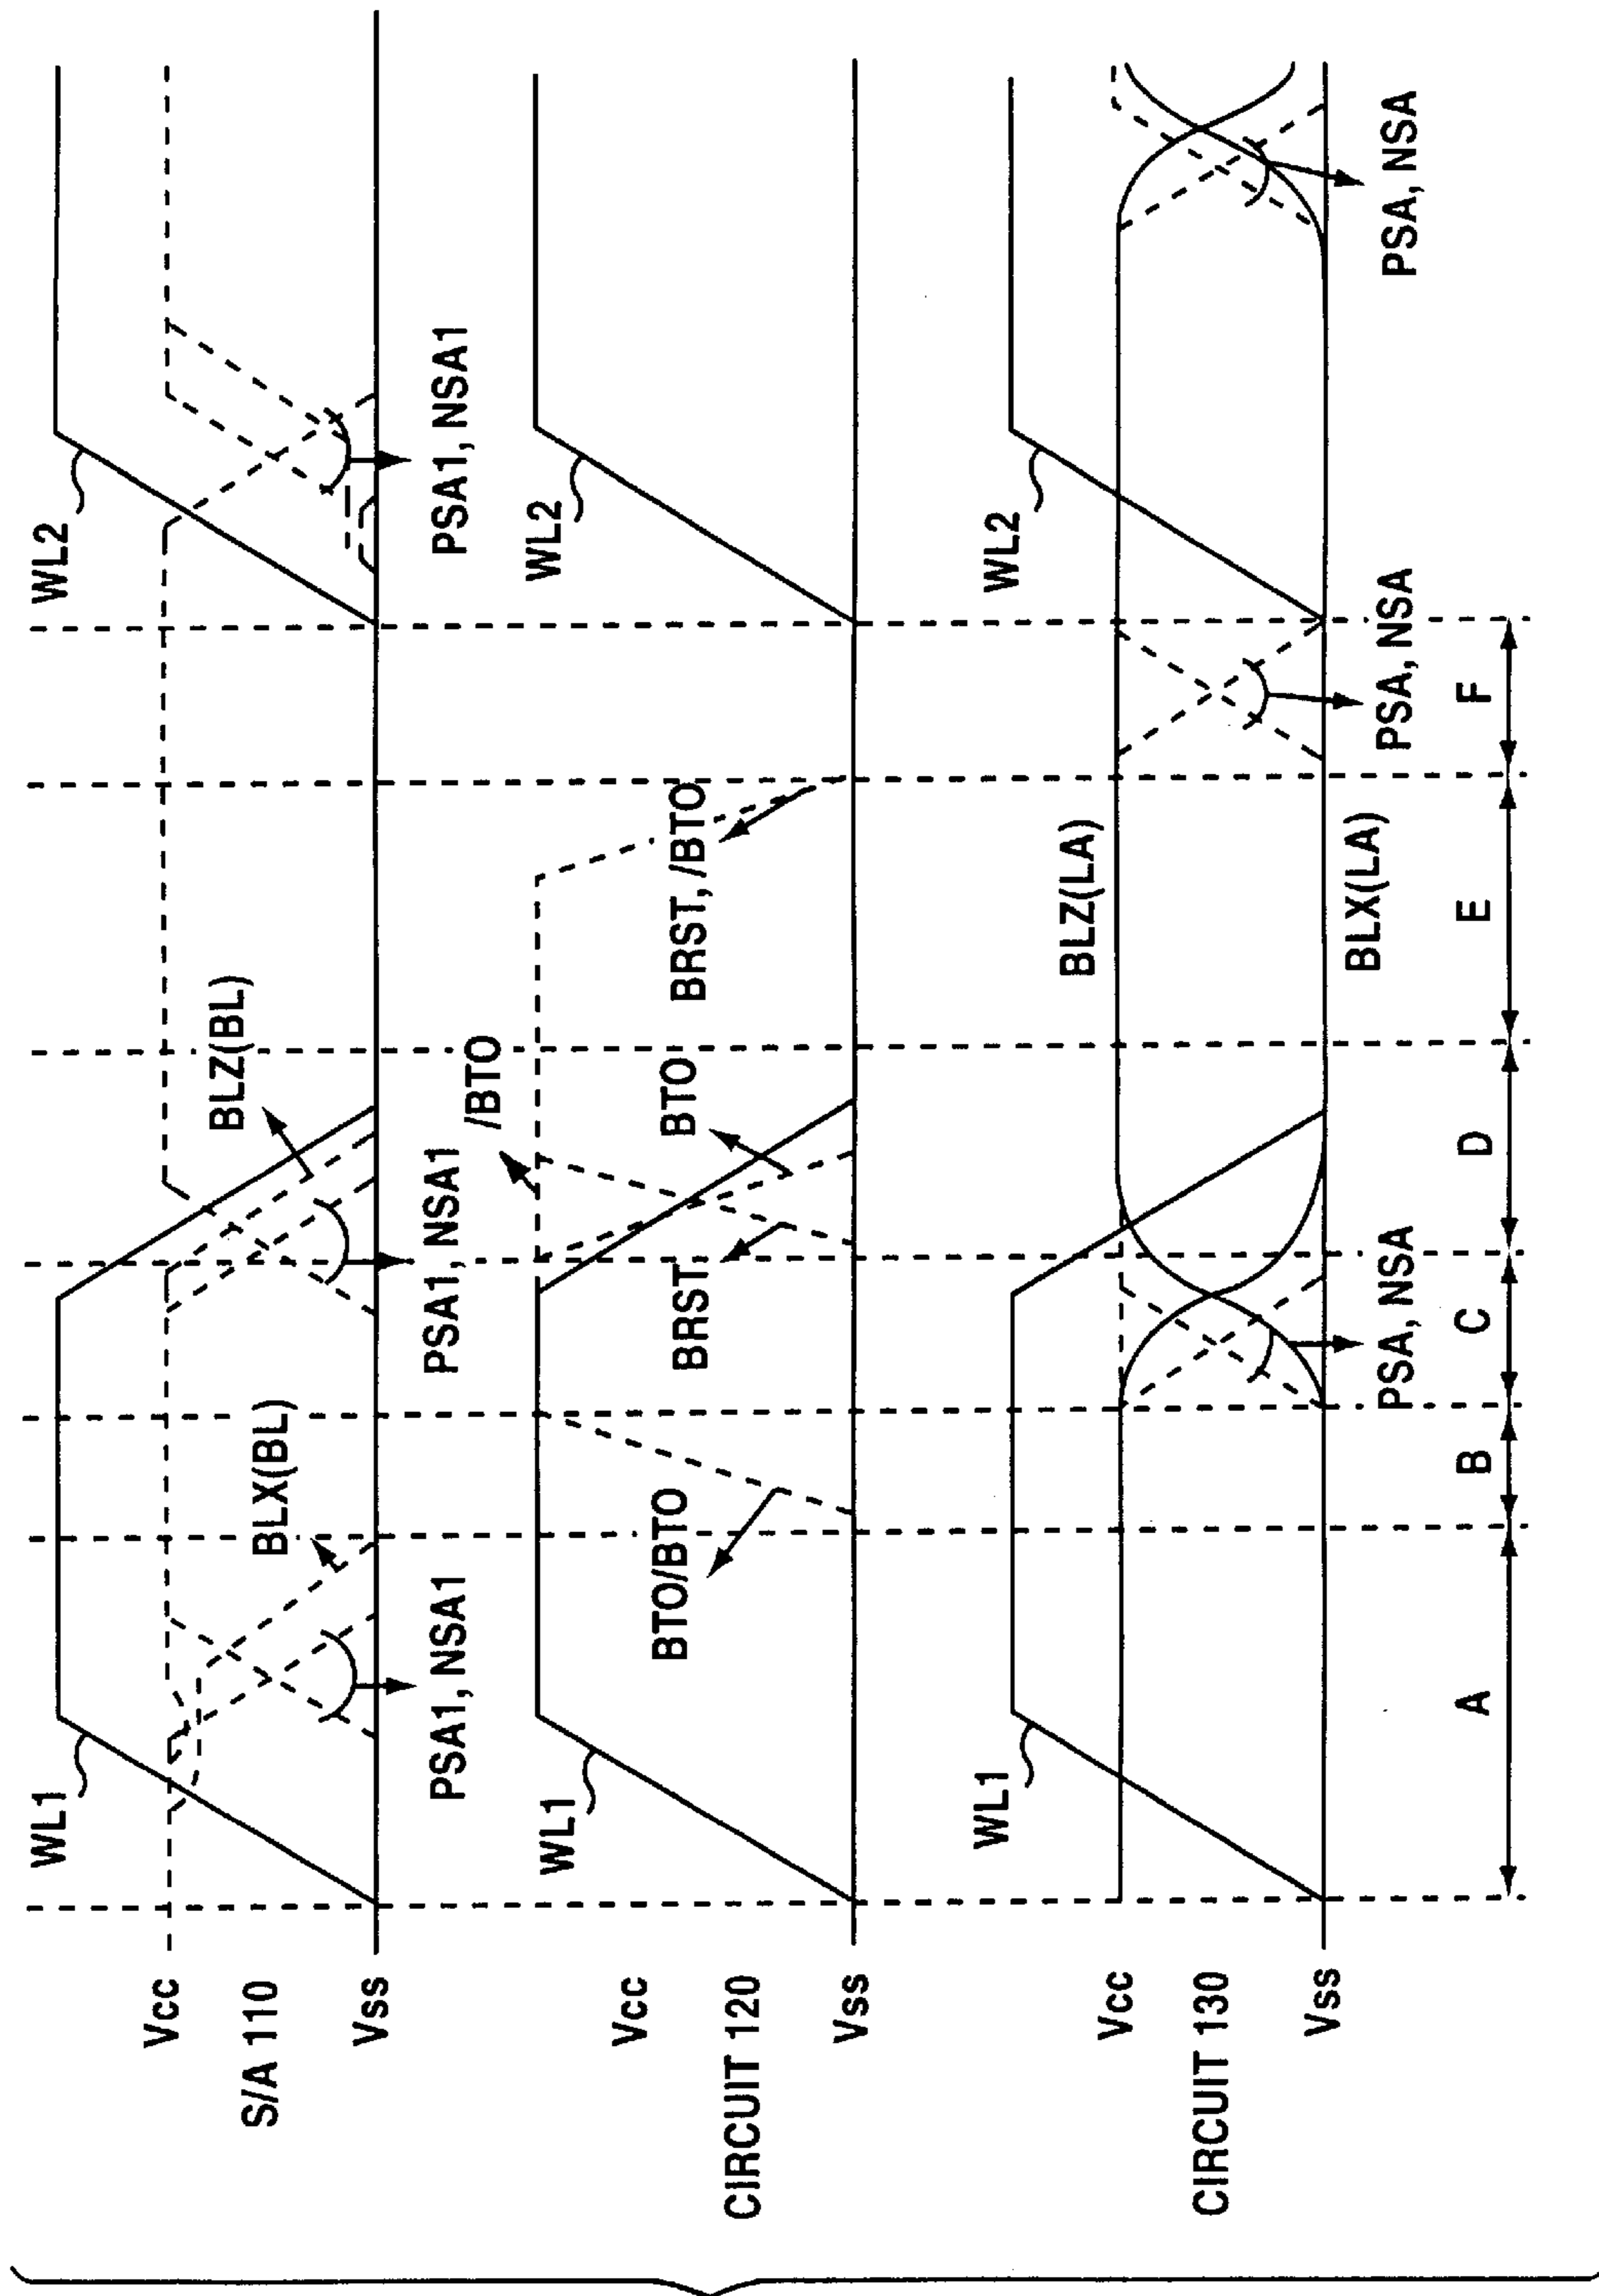 WL1
WL2
Vcc
S/A 110
Vss
BLX(BL)
BLZ(BL)
PSA1, NSA1
PSA1, NSA1
PSA1, NSA1
/BTO
WL1
WL2
Vcc
CIRCUIT 120
Vss
BTO/BTO
BRST
BTO
BRST, /BTO
WL1
WL2
Vcc
CIRCUIT 130
Vss
BLZ(LA)
BLX(LA)
PSA, NSA
PSA, NSA
PSA, NSA
A
B
C
D
E
F